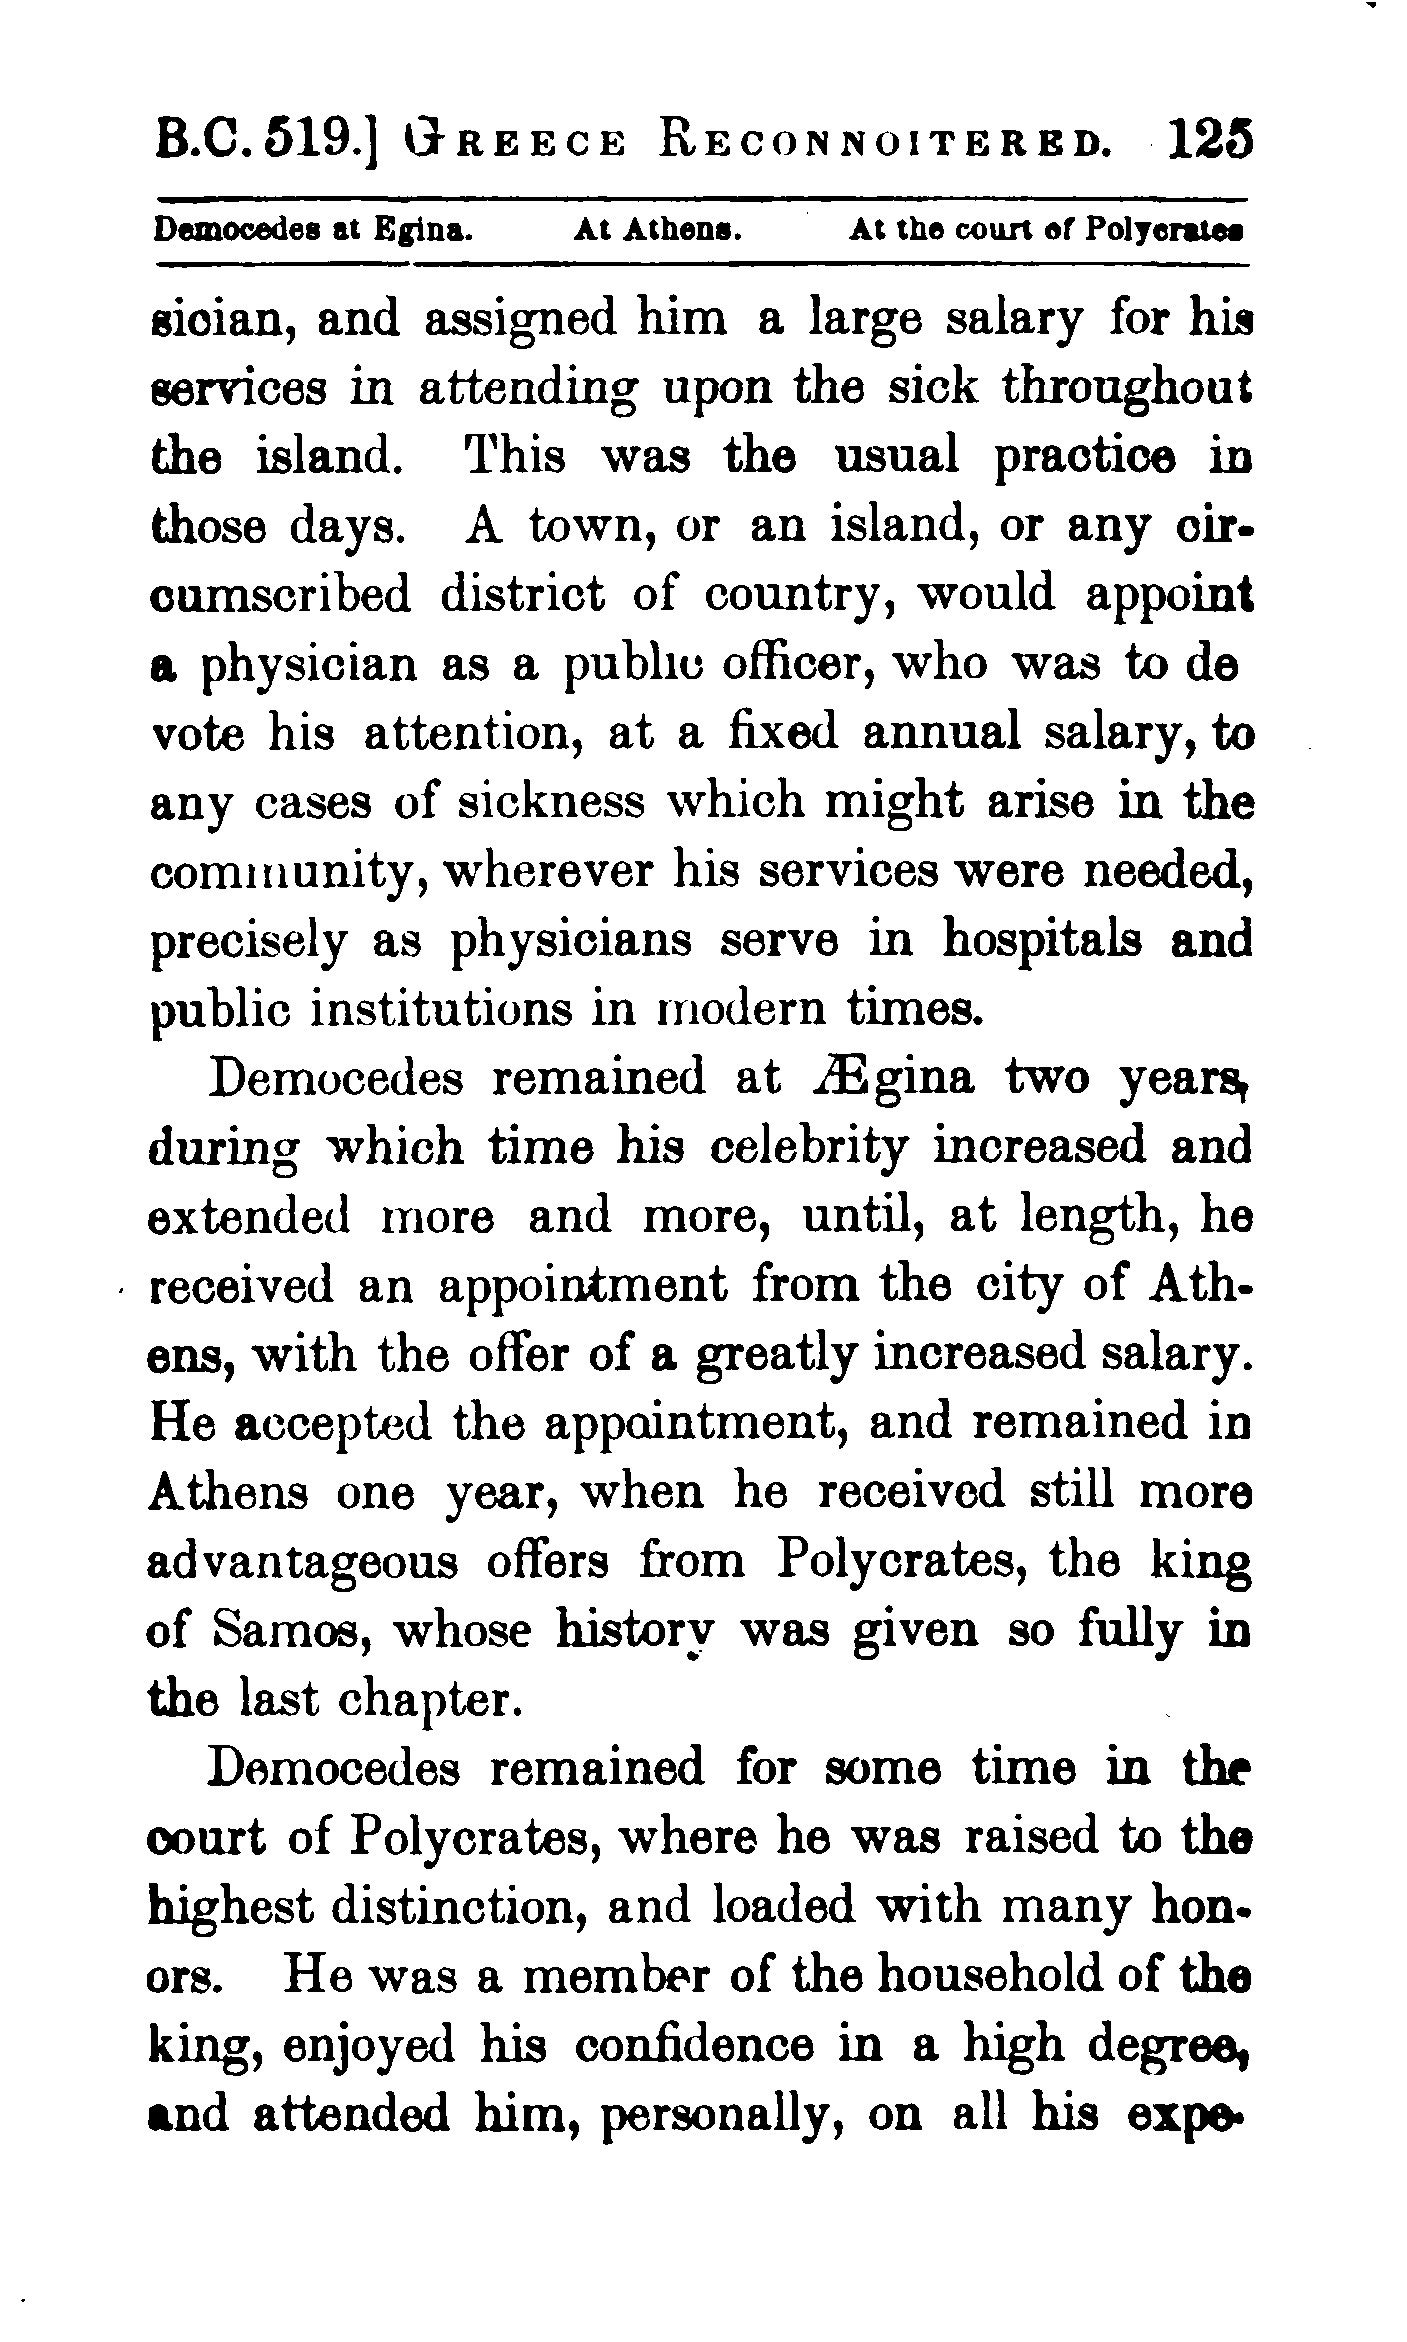 B.C. 519.] GREECE RECONNOITERED. 125
Democedes at Egina. At Athens. At the court of Polycrates
sician, and assigned him a large salary for his
services in attending upon the sick throughout
the island. This was the usual practice in
those days. A town, or an island, or any cir-
cumscribed district of country, would appoint
a physician as a public officer, who was to de
vote his attention, at a fixed annual salary, to
any cases of sickness which might arise in the
community, wherever his services were needed,
precisely as physicians serve in hospitals and
public institutions in modern times.
Democedes remained at Ægina two years,
during which time his celebrity increased and
extended more and more, until, at length, he
received an appointment from the city of Ath-
ens, with the offer of a greatly increased salary.
He accepted the appointment, and remained in
Athens one year, when he received still more
advantageous offers from Polycrates, the king
of Samos, whose history was given so fully in
the last chapter.
Democedes remained for some time in the
court of Polycrates, where he was raised to the
highest distinction, and loaded with many hon-
ors. He was a member of the household of the
king, enjoyed his confidence in a high degree,
and attended him, personally, on all his expe-